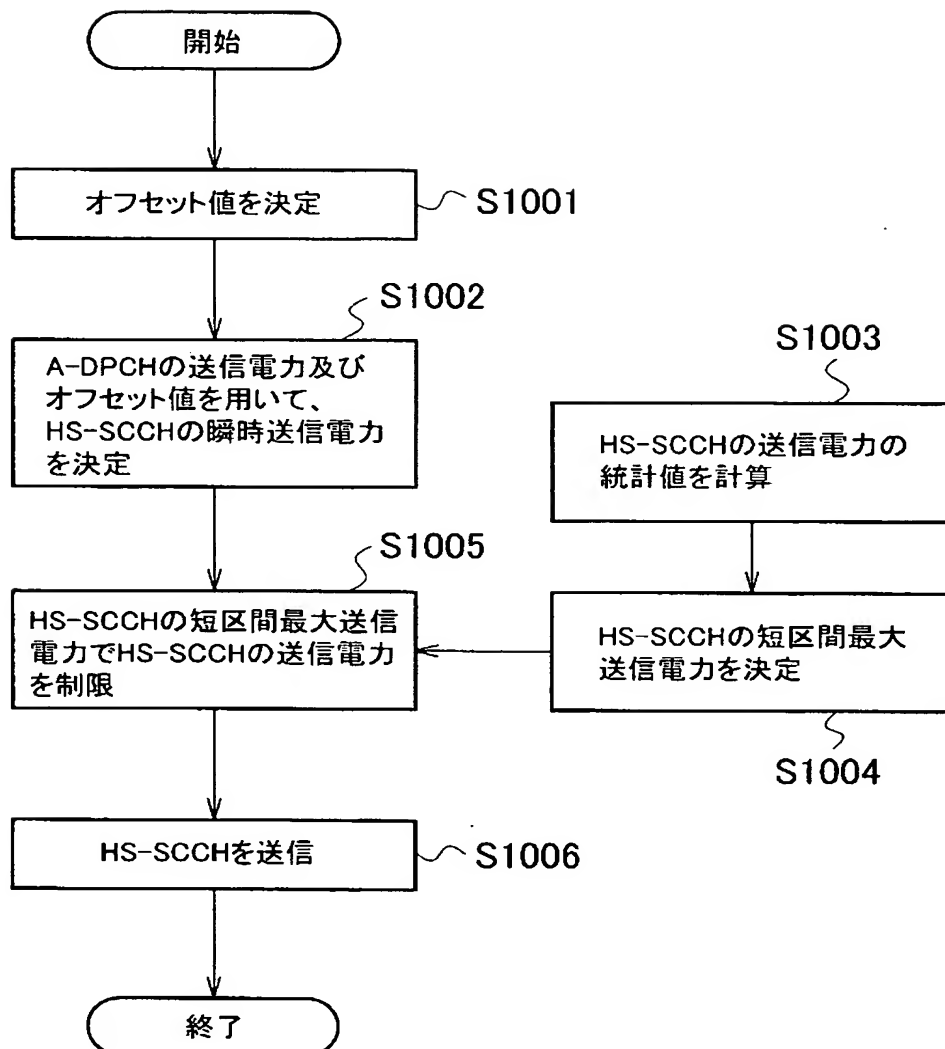 開始
オフセット値を決定
S1001
S1002
A-DPCHの送信電力及び
オフセット値を用いて、
HS-SCCHの瞬時送信電力
を決定
S1003
HS-SCCHの送信電力の
統計値を計算
S1005
HS-SCCHの短区間最大送信
電力でHS-SCCHの送信電力
を制限
HS-SCCHの短区間最大
送信電力を決定
S1004
HS-SCCHを送信
S1006
終了